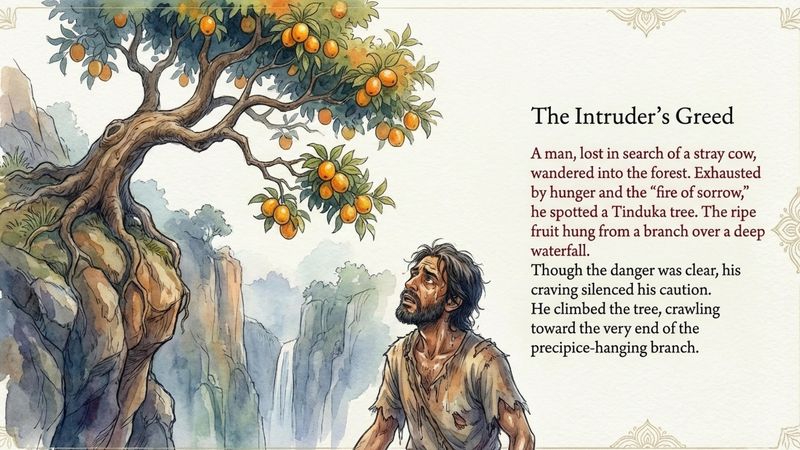 The Intruder’s Greed
A man, lost in search of a stray cow,
wandered into the forest. Exhausted
by hunger and the “fire of sorrow,”
he spotted a Tinduka tree. The ripe
fruit hung from a branch over a deep
waterfall.
Though the danger was clear, his
craving silenced his caution.
He climbed the tree, crawling
toward the very end of the
precipice-hanging branch.